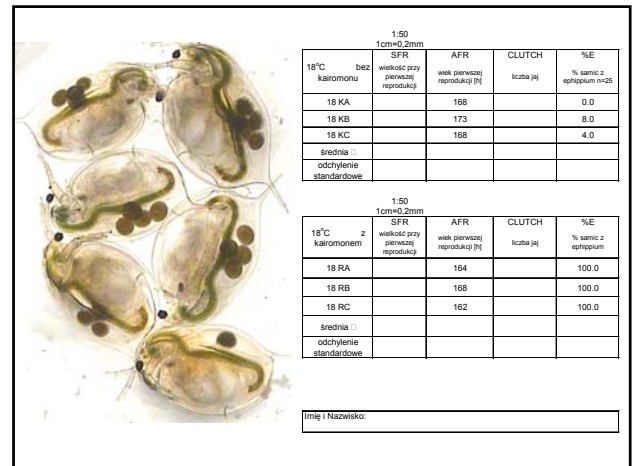 1:50
1cm=0,2mm
18°C bez kairomonu SFR wielkość przy pierwszej reprodukcji AFR wiek pierwszej reprodukcji [h] CLUTCH liczba jaj %E % samic z ephippium n=25
18 KA 168 0.0
18 KB 173 8.0
18 KC 168 4.0
średnia □
odchylenie standardowe
1:50
1cm=0,2mm
18°C z kairomonem SFR wielkość przy pierwszej reprodukcji AFR wiek pierwszej reprodukcji [h] CLUTCH liczba jaj %E % samic z ephippium
18 RA 164 100.0
18 RB 168 100.0
18 RC 162 100.0
średnia □
odchylenie standardowe
Imię i Nazwisko: